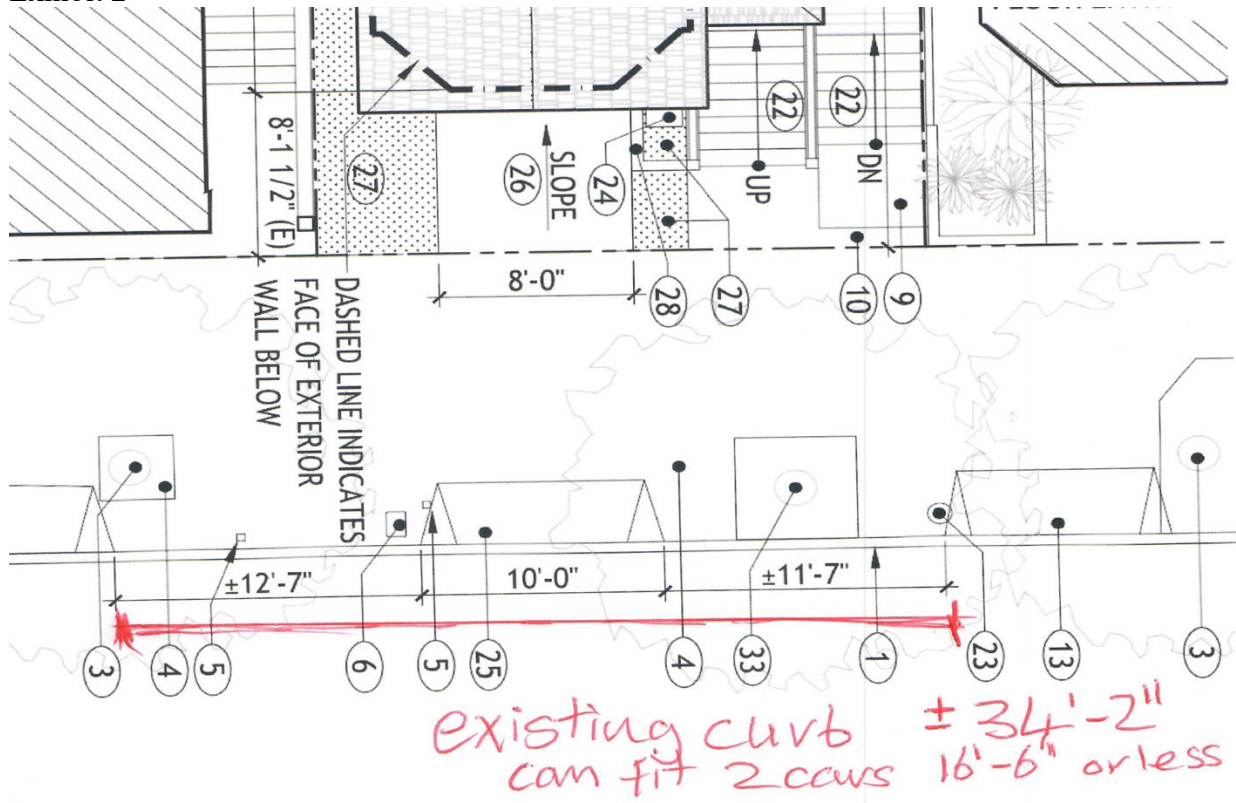 8'-1 1/2" (E)
27
SLOPE
26
24
UP
22
22
DN
8'-0"
28
27
10
9
DASHED LINE INDICATES
FACE OF EXTERIOR
WALL BELOW
±12'-7"
10'-0"
±11'-7"
3
4
5
6
5
25
4
33
1
23
13
3
existing curb ± 34'-2"
can fit 2 cars 16'-6" or less